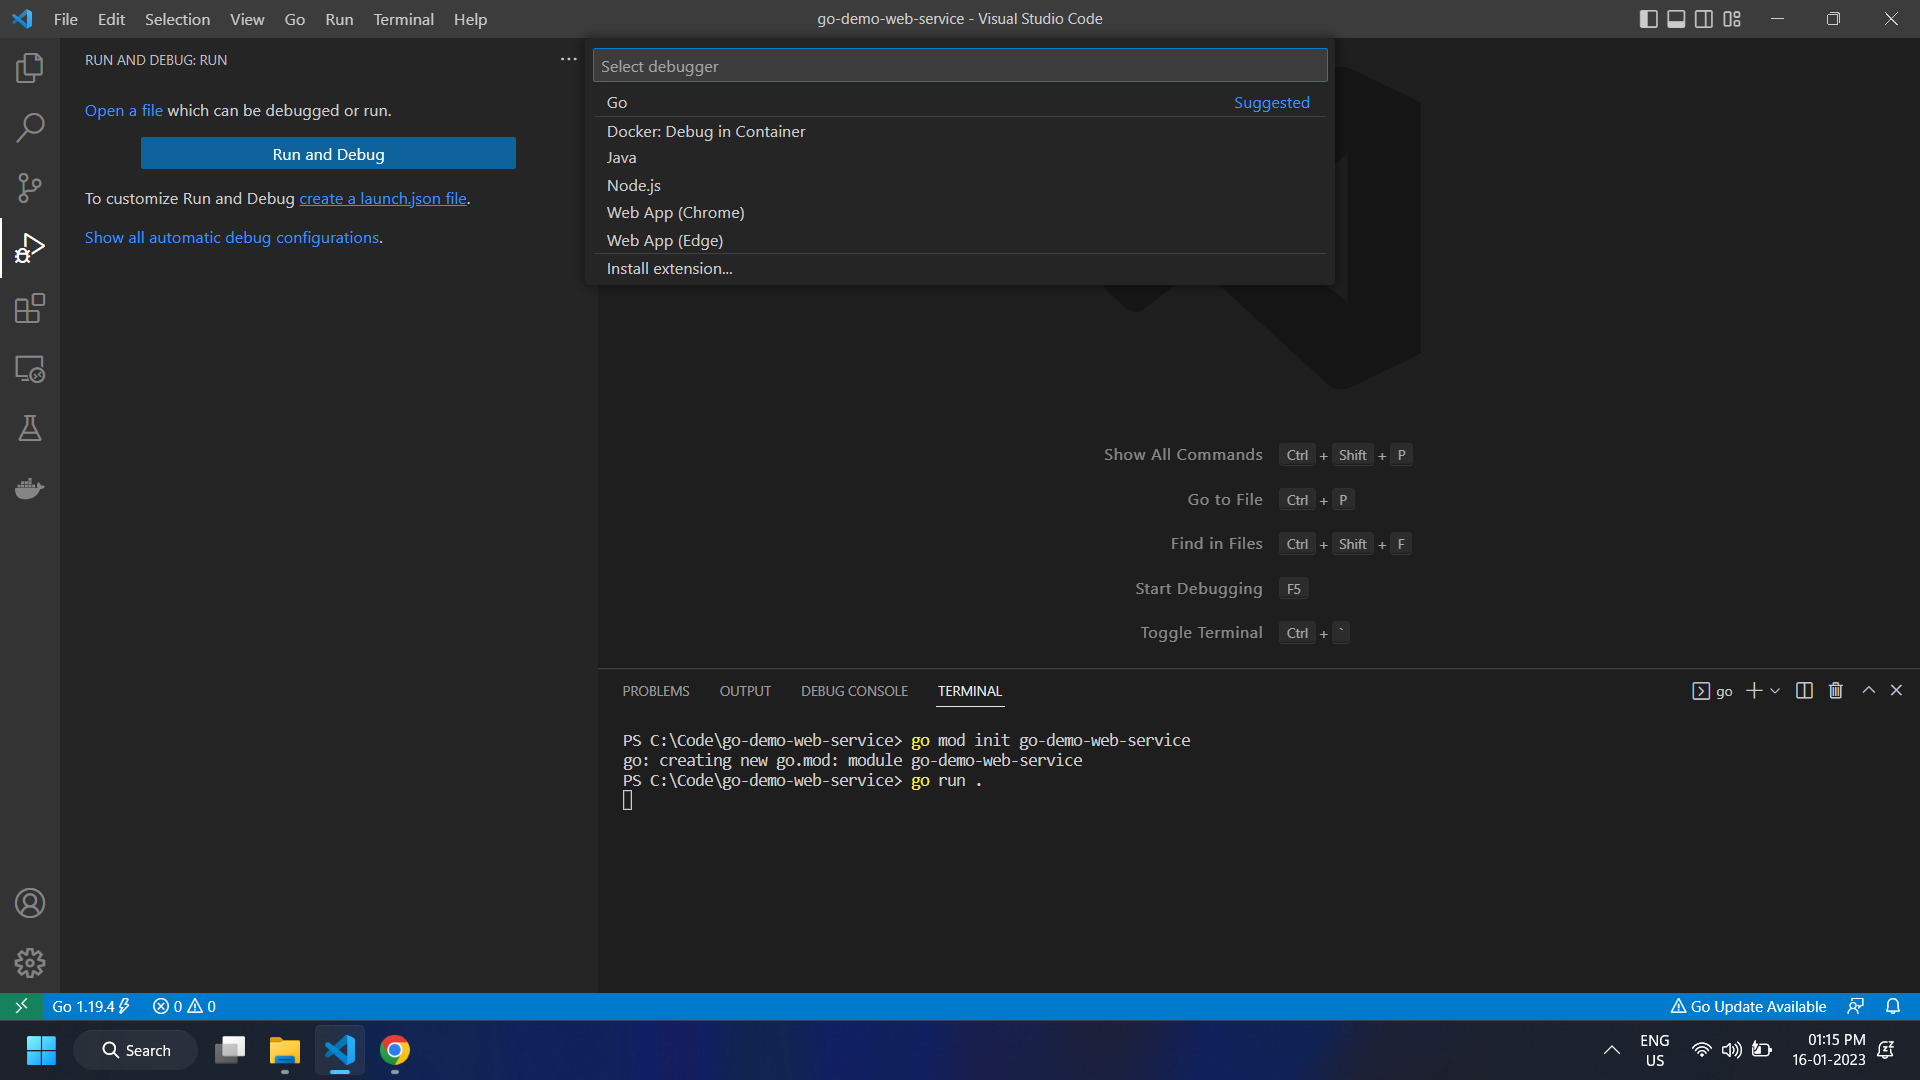 File Edit Selection View Go Run Terminal Help
go-demo-web-service - Visual Studio Code
RUN AND DEBUG: RUN
Open a file which can be debugged or run.
Run and Debug
To customize Run and Debug create a launch.json file.
Show all automatic debug configurations.
Select debugger
Go Suggested
Docker: Debug in Container
Java
Node.js
Web App (Chrome)
Web App (Edge)
Install extension...
Show All Commands Ctrl + Shift + P
Go to File Ctrl + P
Find in Files Ctrl + Shift + F
Start Debugging F5
Toggle Terminal Ctrl + `
PROBLEMS OUTPUT DEBUG CONSOLE TERMINAL
go
PS C:\Code\go-demo-web-service> go mod init go-demo-web-service
go: creating new go.mod: module go-demo-web-service
PS C:\Code\go-demo-web-service> go run .
Go 1.19.4 0 0
Go Update Available
Search
ENG
US
01:15 PM
16-01-2023